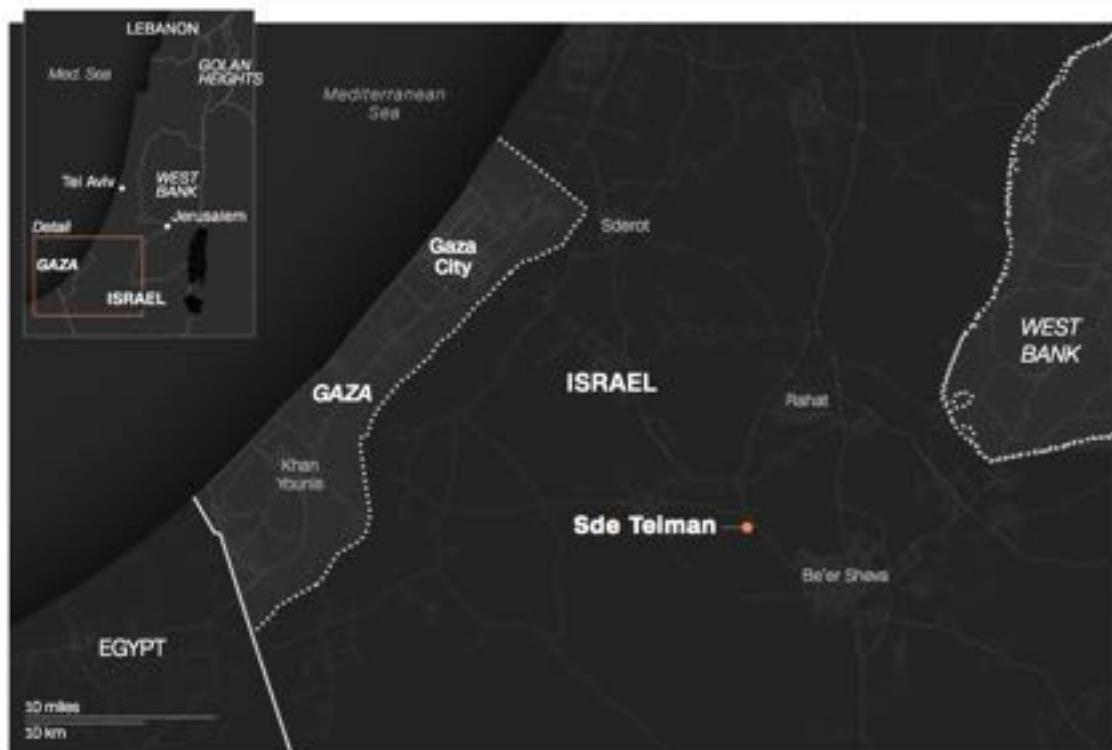 LEBANON
Med. Sea
GOLAN
HEIGHTS
Tel Aviv
WEST
BANK
Jerusalem
Detail
GAZA
ISRAEL
Mediterranean
Sea
Sderot
Gaza
City
WEST
BANK
ISRAEL
GAZA
Rahat
Khan
Younis
Sde Teiman
Be'er Sheva
EGYPT
10 miles
10 km